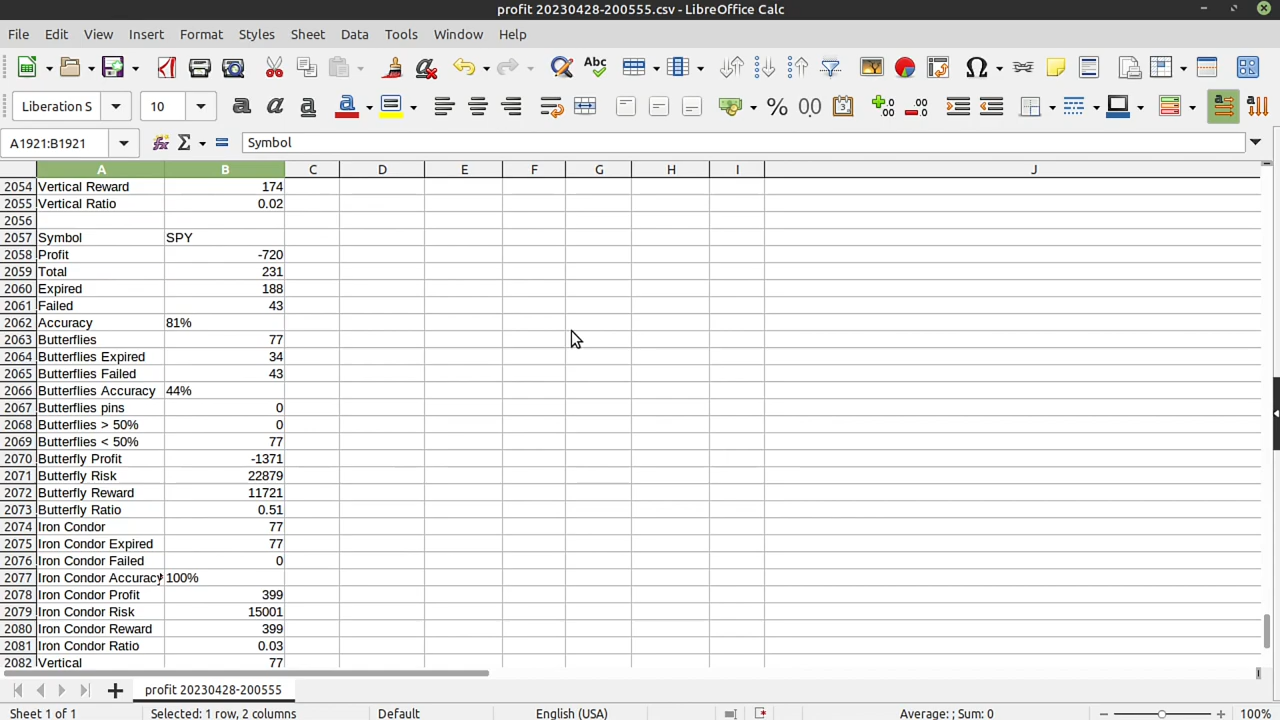 profit 20230428-200555.csv - LibreOffice Calc
File Edit View Insert Format Styles Sheet Data Tools Window Help
Liberation S 10
A1921:B1921 Symbol
A B C D E F G H I J
2054 Vertical Reward 174
2055 Vertical Ratio 0.02
2056
2057 Symbol SPY
2058 Profit -720
2059 Total 231
2060 Expired 188
2061 Failed 43
2062 Accuracy 81%
2063 Butterflies 77
2064 Butterflies Expired 34
2065 Butterflies Failed 43
2066 Butterflies Accuracy 44%
2067 Butterflies pins 0
2068 Butterflies > 50% 0
2069 Butterflies < 50% 77
2070 Butterfly Profit -1371
2071 Butterfly Risk 22879
2072 Butterfly Reward 11721
2073 Butterfly Ratio 0.51
2074 Iron Condor 77
2075 Iron Condor Expired 77
2076 Iron Condor Failed 0
2077 Iron Condor Accuracy 100%
2078 Iron Condor Profit 399
2079 Iron Condor Risk 15001
2080 Iron Condor Reward 399
2081 Iron Condor Ratio 0.03
2082 Vertical 77
profit 20230428-200555
Sheet 1 of 1 Selected: 1 row, 2 columns Default English (USA) Average: ; Sum: 0 100%